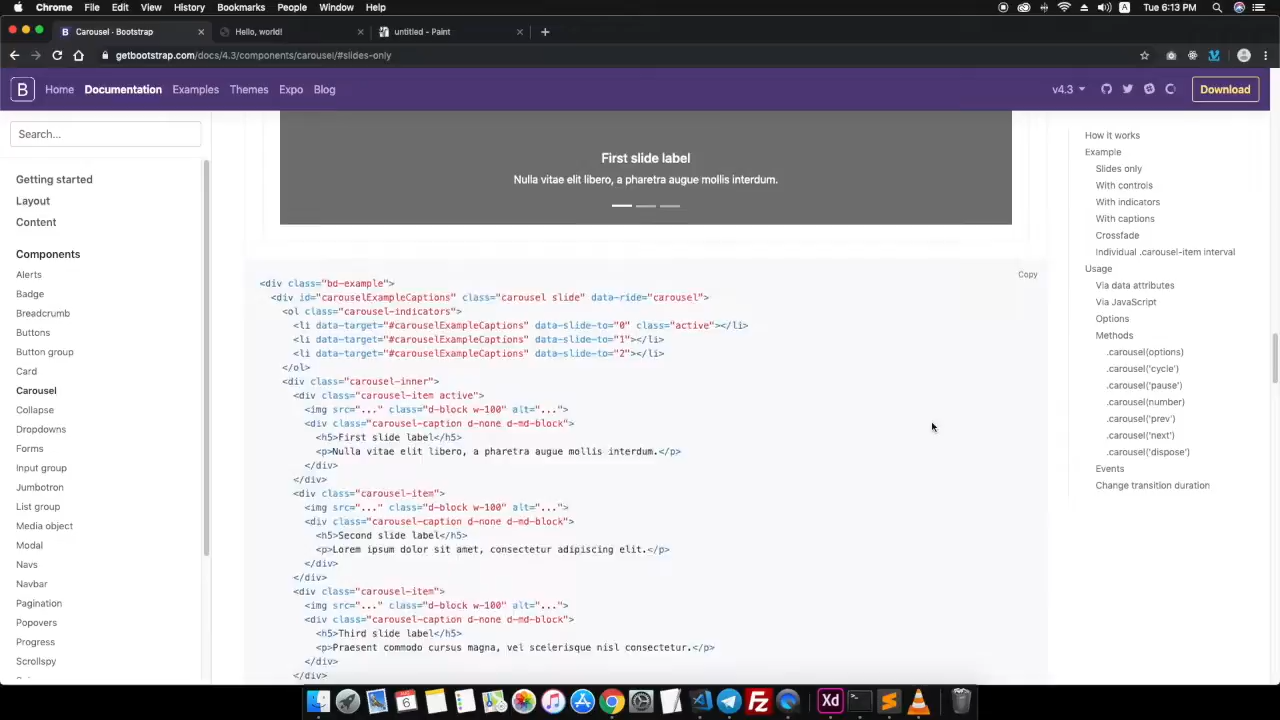 Chrome File Edit View History Bookmarks People Window Help A Tue 6:13 PM
Carousel · Bootstrap Hello, world! untitled - Paint
getbootstrap.com/docs/4.3/components/carousel/#slides-only
B Home Documentation Examples Themes Expo Blog v4.3 Download
Search...
Getting started
Layout
Content
Components
Alerts
Badge
Breadcrumb
Buttons
Button group
Card
Carousel
Collapse
Dropdowns
Forms
Input group
Jumbotron
List group
Media object
Modal
Navs
Navbar
Pagination
Popovers
Progress
Scrollspy
First slide label
Nulla vitae elit libero, a pharetra augue mollis interdum.
Copy
<div class="bd-example">
<div id="carouselExampleCaptions" class="carousel slide" data-ride="carousel">
<ol class="carousel-indicators">
<li data-target="#carouselExampleCaptions" data-slide-to="0" class="active"></li>
<li data-target="#carouselExampleCaptions" data-slide-to="1"></li>
<li data-target="#carouselExampleCaptions" data-slide-to="2"></li>
</ol>
<div class="carousel-inner">
<div class="carousel-item active">
<img src="..." class="d-block w-100" alt="...">
<div class="carousel-caption d-none d-md-block">
<h5>First slide label</h5>
<p>Nulla vitae elit libero, a pharetra augue mollis interdum.</p>
</div>
</div>
<div class="carousel-item">
<img src="..." class="d-block w-100" alt="...">
<div class="carousel-caption d-none d-md-block">
<h5>Second slide label</h5>
<p>Lorem ipsum dolor sit amet, consectetur adipiscing elit.</p>
</div>
</div>
<div class="carousel-item">
<img src="..." class="d-block w-100" alt="...">
<div class="carousel-caption d-none d-md-block">
<h5>Third slide label</h5>
<p>Praesent commodo cursus magna, vel scelerisque nisl consectetur.</p>
</div>
</div>
How it works
Example
Slides only
With controls
With indicators
With captions
Crossfade
Individual .carousel-item interval
Usage
Via data attributes
Via JavaScript
Options
Methods
.carousel(options)
.carousel('cycle')
.carousel('pause')
.carousel(number)
.carousel('prev')
.carousel('next')
.carousel('dispose')
Events
Change transition duration
6
Fz
Xd